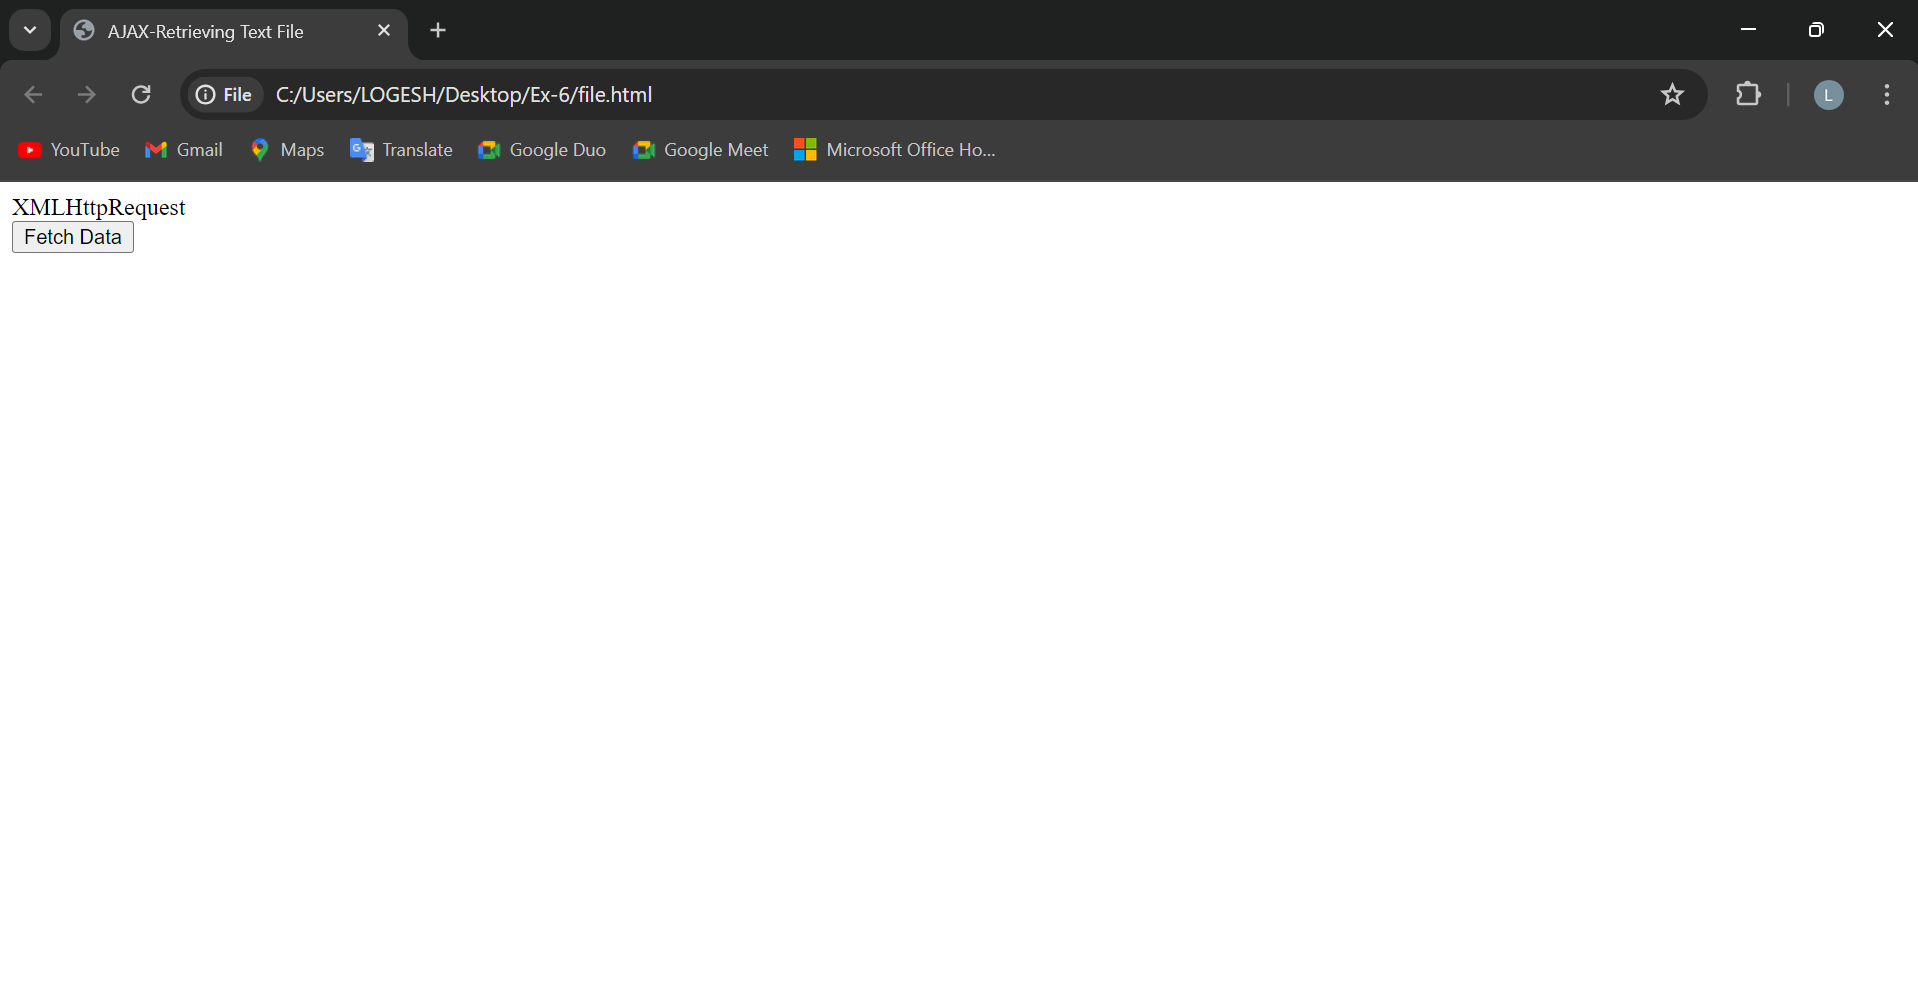 AJAX-Retrieving Text File
File C:/Users/LOGESH/Desktop/Ex-6/file.html
L
YouTube Gmail Maps Translate Google Duo Google Meet Microsoft Office Ho...
XMLHttpRequest
Fetch Data